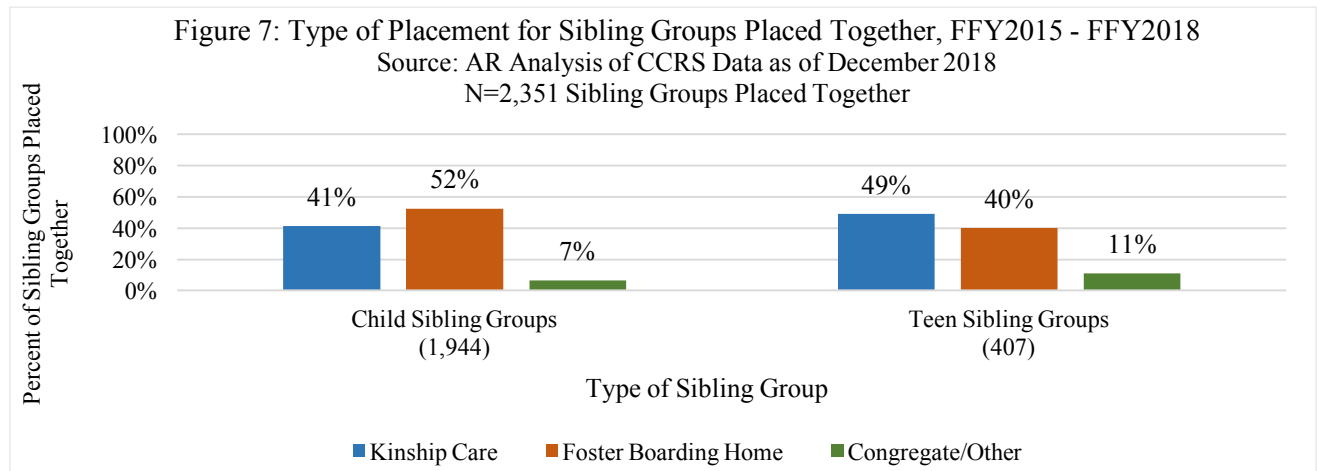 Figure 7: Type of Placement for Sibling Groups Placed Together, FFY2015 - FFY2018
Source: AR Analysis of CCRS Data as of December 2018
N=2,351 Sibling Groups Placed Together
Percent of Sibling Groups Placed
Together
100%
80%
60%
40%
20%
0%
41%
52%
7%
49%
40%
11%
Child Sibling Groups
(1,944)
Teen Sibling Groups
(407)
Type of Sibling Group
Kinship Care
Foster Boarding Home
Congregate/Other